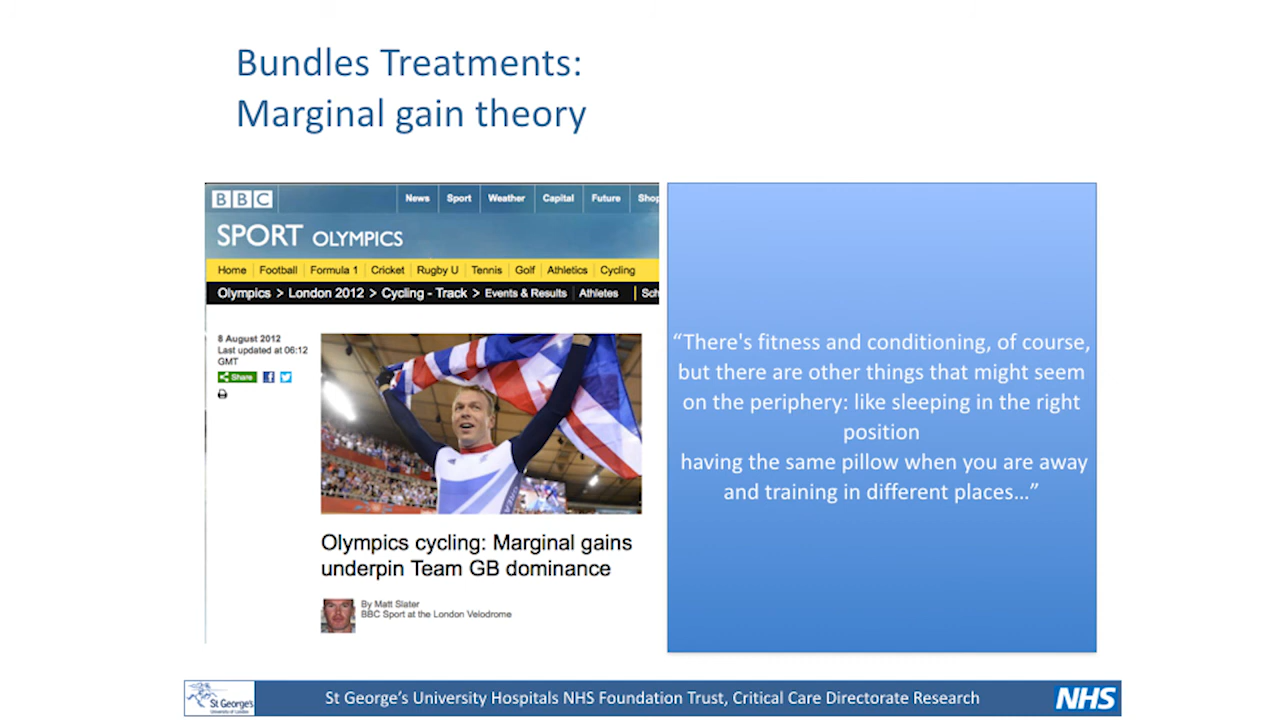 Bundles Treatments:
Marginal gain theory
BBC
News Sport Weather Capital Future Shop
SPORT OLYMPICS
Home Football Formula 1 Cricket Rugby U Tennis Golf Athletics Cycling
Olympics > London 2012 > Cycling - Track > Events & Results Athletes Sch
8 August 2012
Last updated at 06:12
GMT
Share
Olympics cycling: Marginal gains
underpin Team GB dominance
By Matt Slater
BBC Sport at the London Velodrome
“There's fitness and conditioning, of course,
but there are other things that might seem
on the periphery: like sleeping in the right
position
having the same pillow when you are away
and training in different places…”
St George's
University of London
St George’s University Hospitals NHS Foundation Trust, Critical Care Directorate Research
NHS